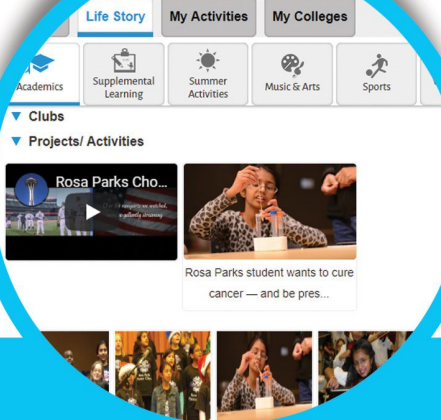 Life Story
My Activities
My Colleges
Academics
Supplemental
Learning
Summer
Activities
Music & Arts
Sports
▼ Clubs
▼ Projects/ Activities
Rosa Parks Cho...
Rosa Parks student wants to cure
cancer — and be pres...